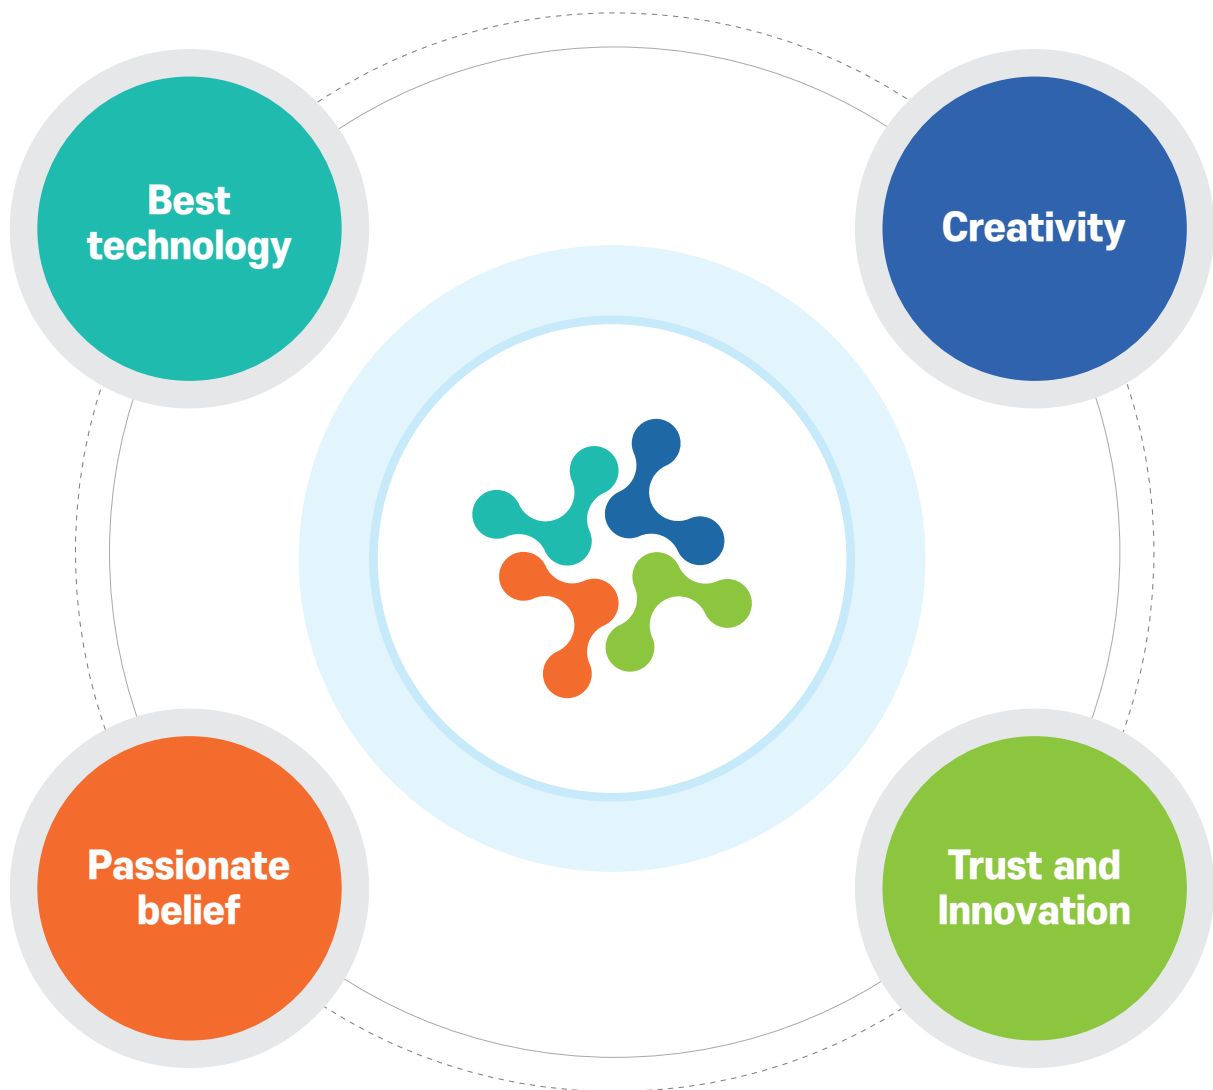 Best
technology
Creativity
Passionate
belief
Trust and
Innovation